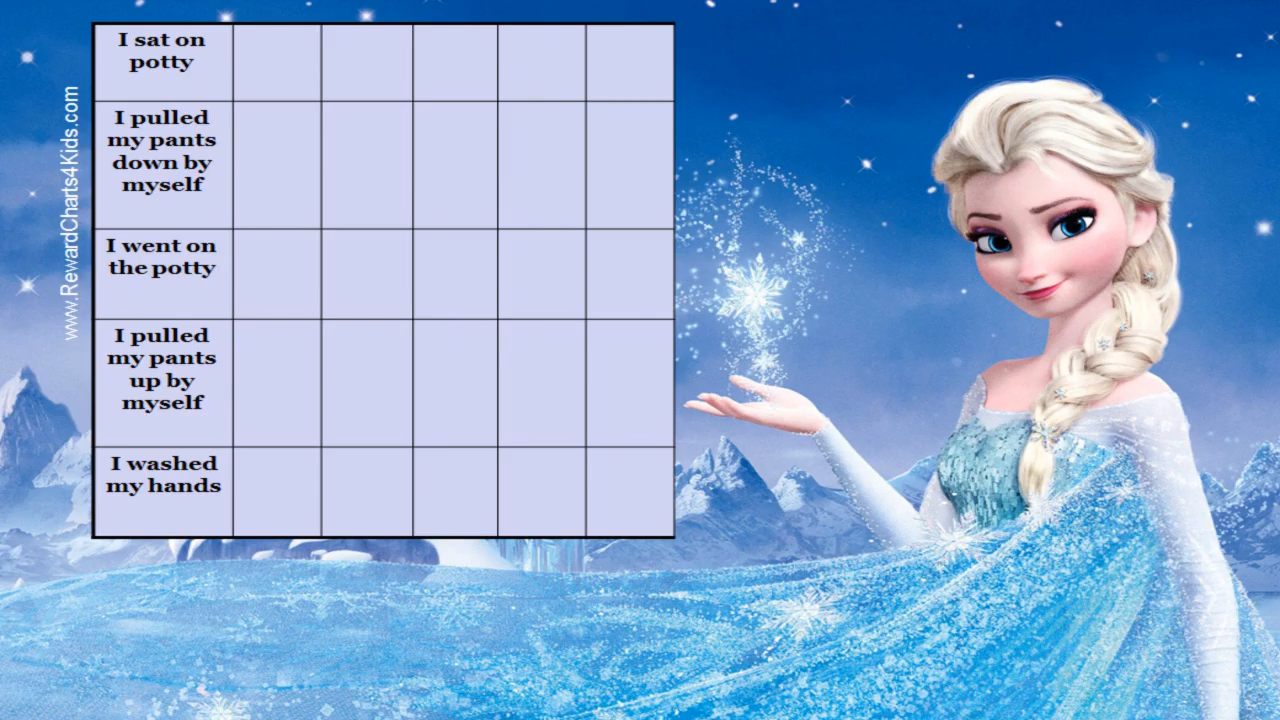 I sat on
potty
I pulled
my pants
down by
myself
I went on
the potty
I pulled
my pants
up by
myself
I washed
my hands
www.RewardCharts4Kids.com